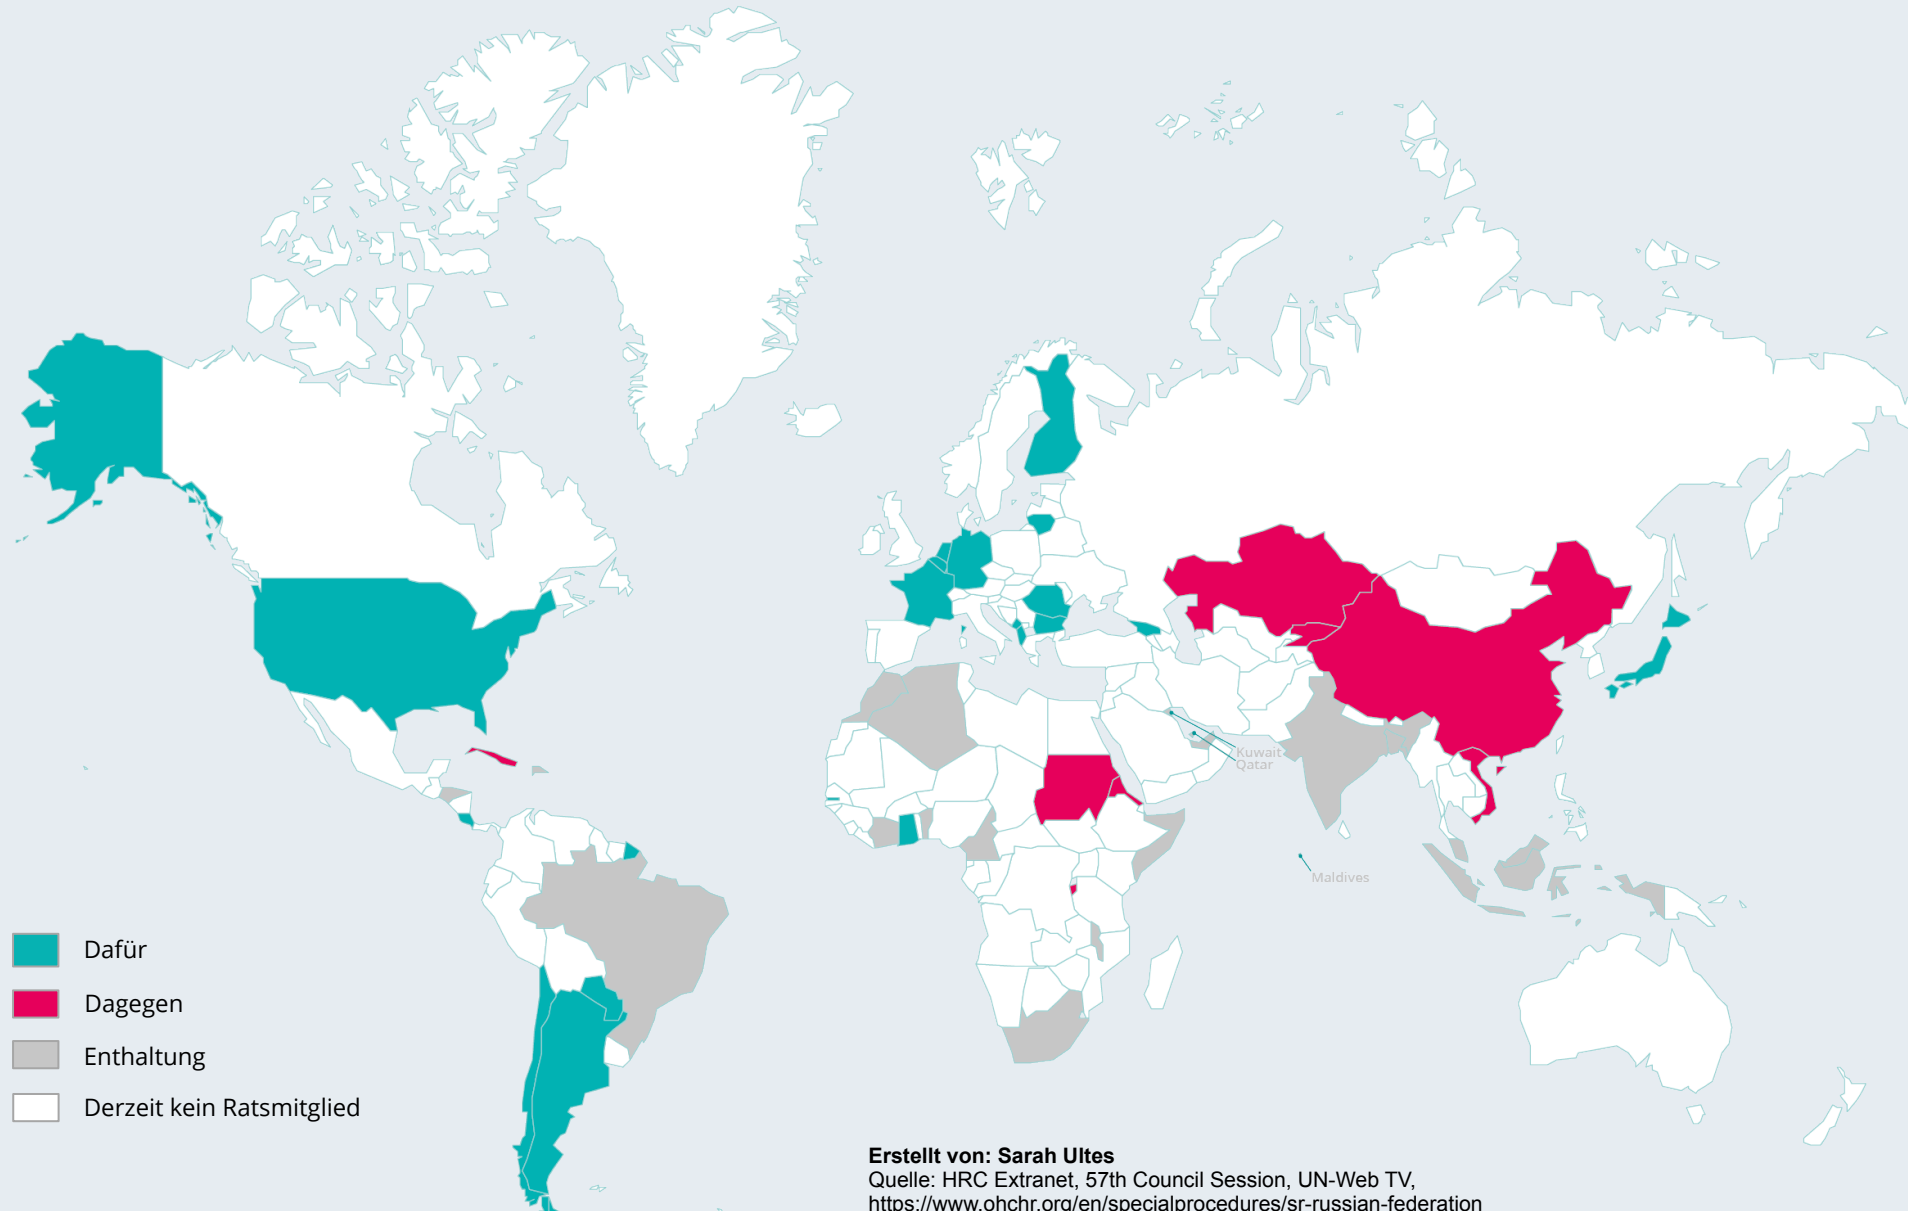 Kuwait
Qatar
Maldives
Dafür
Dagegen
Enthaltung
Derzeit kein Ratsmitglied
Erstellt von: Sarah Ultes
Quelle: HRC Extranet, 57th Council Session, UN-Web TV,
https://www.ohchr.org/en/specialprocedures/sr-russian-federation